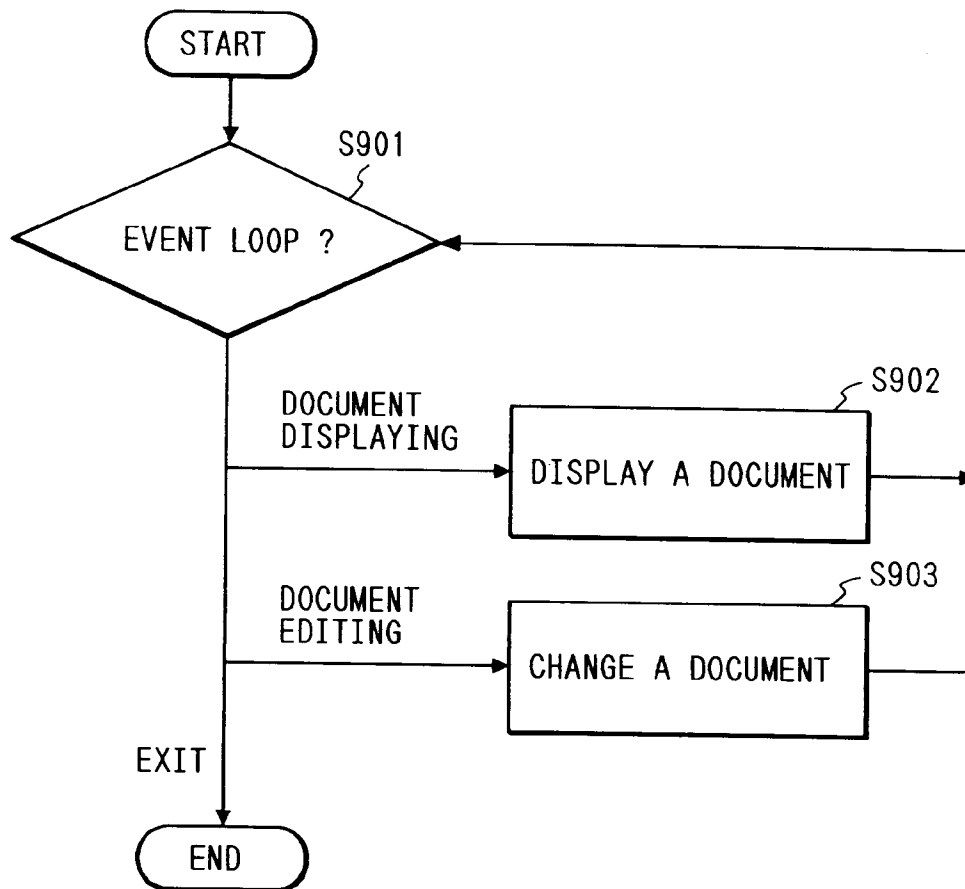 START
S901
EVENT LOOP ?
S902
DOCUMENT
DISPLAYING
DISPLAY A DOCUMENT
S903
DOCUMENT
EDITING
CHANGE A DOCUMENT
EXIT
END